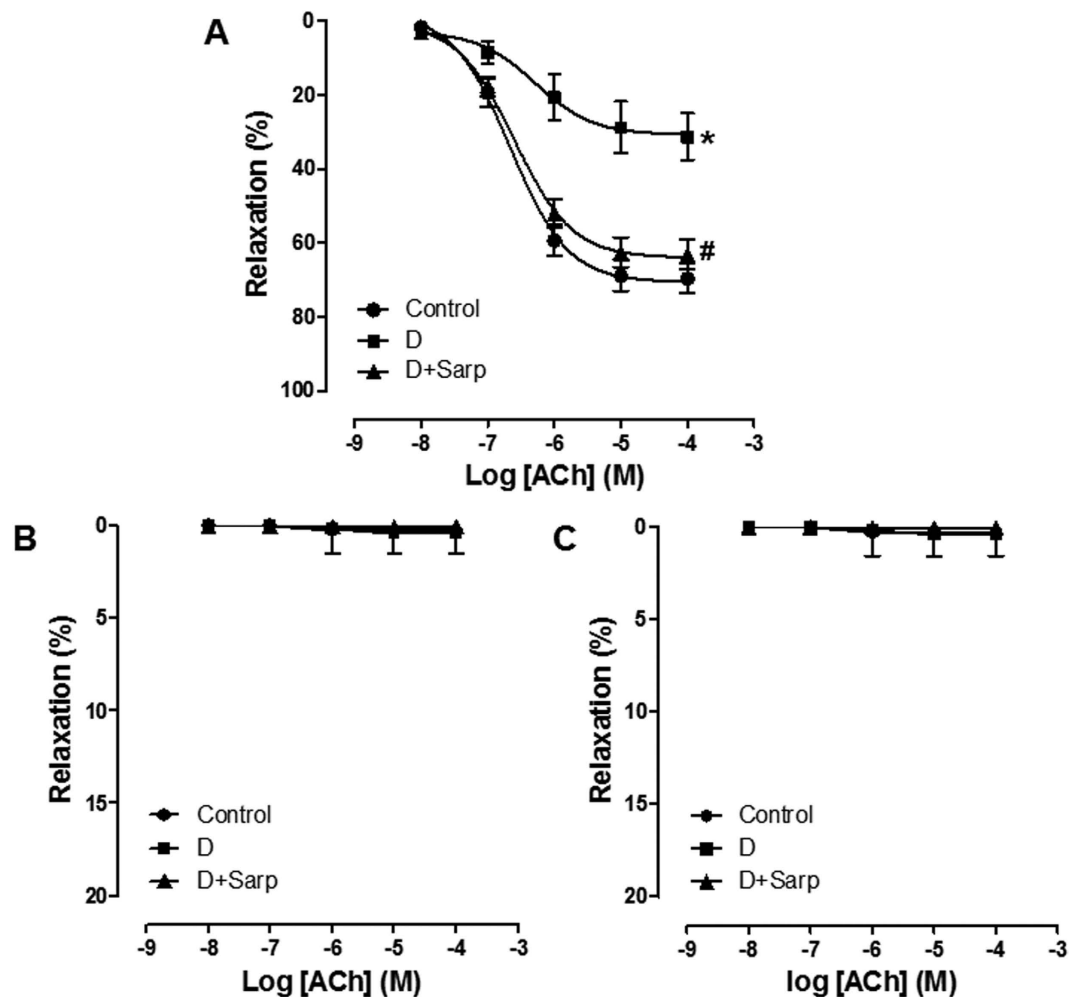 A
Relaxation (%)
0
20
40
60
80
100
*
#
Control
D
D+Sarp
-9 -8 -7 -6 -5 -4 -3
Log [ACh] (M)
B
Relaxation (%)
0
5
10
15
20
Control
D
D+Sarp
-9 -8 -7 -6 -5 -4 -3
Log [ACh] (M)
C
Relaxation (%)
0
5
10
15
20
Control
D
D+Sarp
-9 -8 -7 -6 -5 -4 -3
log [ACh] (M)